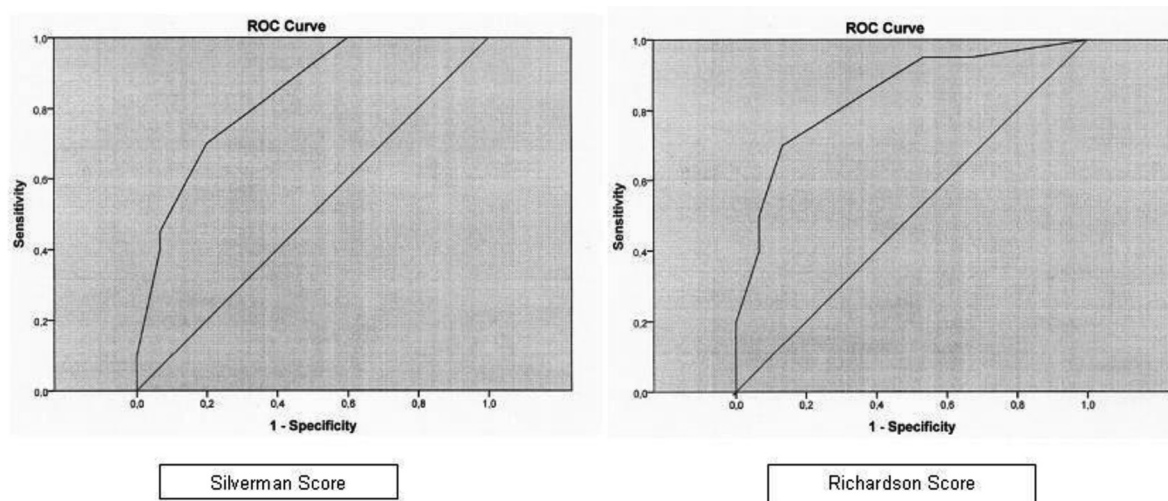 ROC Curve
1,0
0,8
0,6
0,4
0,2
0,0
Sensitivity
0,0 0,2 0,4 0,6 0,8 1,0
1 - Specificity
Silverman Score
ROC Curve
1,0
0,8
0,6
0,4
0,2
0,0
Sensitivity
0,0 0,2 0,4 0,6 0,8 1,0
1 - Specificity
Richardson Score